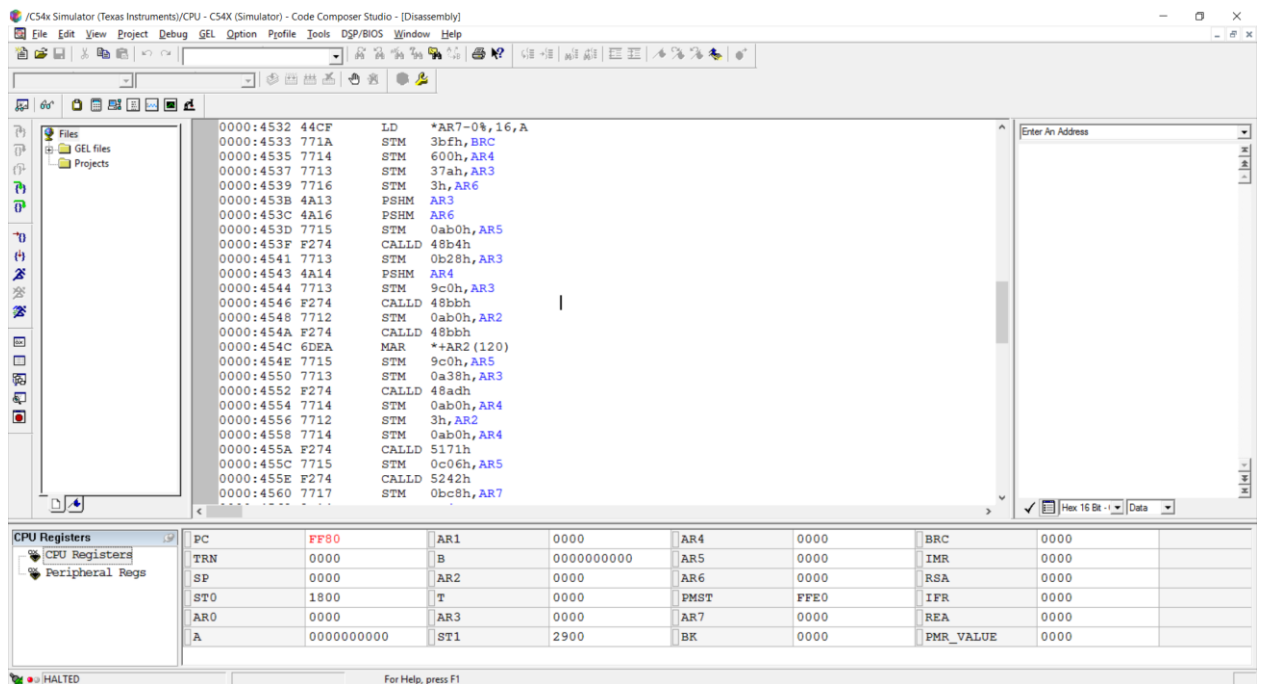 /C54x Simulator (Texas Instruments)/CPU - C54X (Simulator) - Code Composer Studio - [Disassembly]
File Edit View Project Debug GEL Option Profile Tools DSP/BIOS Window Help
Files
GEL files
Projects
0000:4532 44CF LD *AR7-0%,16,A
0000:4533 771A STM 3bfh,BRC
0000:4535 7714 STM 600h,AR4
0000:4537 7713 STM 37ah,AR3
0000:4539 7716 STM 3h,AR6
0000:453B 4A13 PSHM AR3
0000:453C 4A16 PSHM AR6
0000:453D 7715 STM 0ab0h,AR5
0000:453F F274 CALLD 48b4h
0000:4541 7713 STM 0b28h,AR3
0000:4543 4A14 PSHM AR4
0000:4544 7713 STM 9c0h,AR3
0000:4546 F274 CALLD 48bbh
0000:4548 7712 STM 0ab0h,AR2
0000:454A F274 CALLD 48bbh
0000:454C 6DEA MAR *+AR2(120)
0000:454E 7715 STM 9c0h,AR5
0000:4550 7713 STM 0a38h,AR3
0000:4552 F274 CALLD 48adh
0000:4554 7714 STM 0ab0h,AR4
0000:4556 7712 STM 3h,AR2
0000:4558 7714 STM 0ab0h,AR4
0000:455A F274 CALLD 5171h
0000:455C 7715 STM 0c06h,AR5
0000:455E F274 CALLD 5242h
0000:4560 7717 STM 0bc8h,AR7
Enter An Address
Hex 16 Bit - Data
CPU Registers
CPU Registers
Peripheral Regs
PC FF80 AR1 0000 AR4 0000 BRC 0000
TRN 0000 B 0000000000 AR5 0000 IMR 0000
SP 0000 AR2 0000 AR6 0000 RSA 0000
ST0 1800 T 0000 PMST FFE0 IFR 0000
AR0 0000 AR3 0000 AR7 0000 REA 0000
A 0000000000 ST1 2900 BK 0000 PMR_VALUE 0000
HALTED For Help, press F1